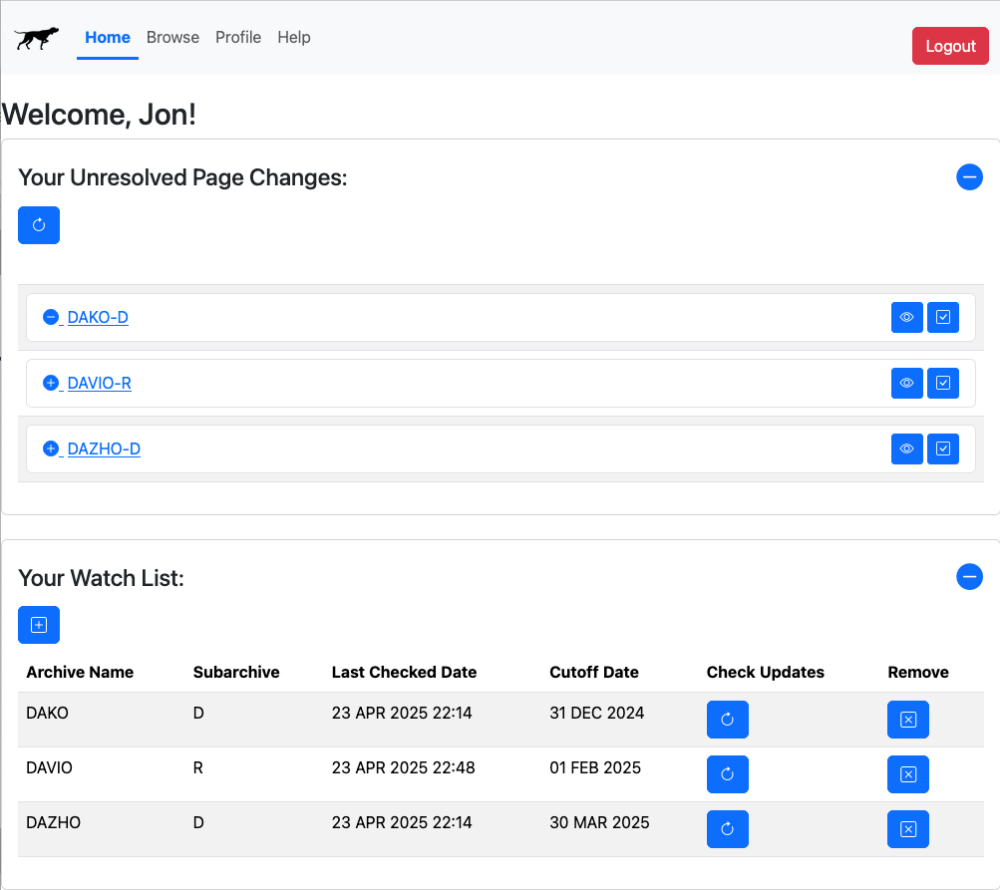 Home Browse Profile Help
Logout
Welcome, Jon!
Your Unresolved Page Changes:
DAKO-D
DAVIO-R
DAZHO-D
Your Watch List:
Archive Name Subarchive Last Checked Date Cutoff Date Check Updates Remove
DAKO D 23 APR 2025 22:14 31 DEC 2024
DAVIO R 23 APR 2025 22:48 01 FEB 2025
DAZHO D 23 APR 2025 22:14 30 MAR 2025